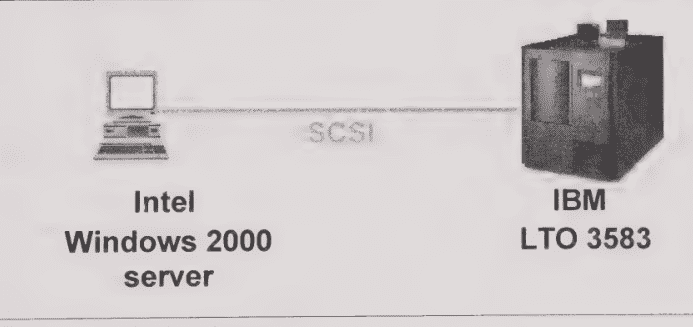 SCSI
Intel
Windows 2000
server
IBM
LTO 3583